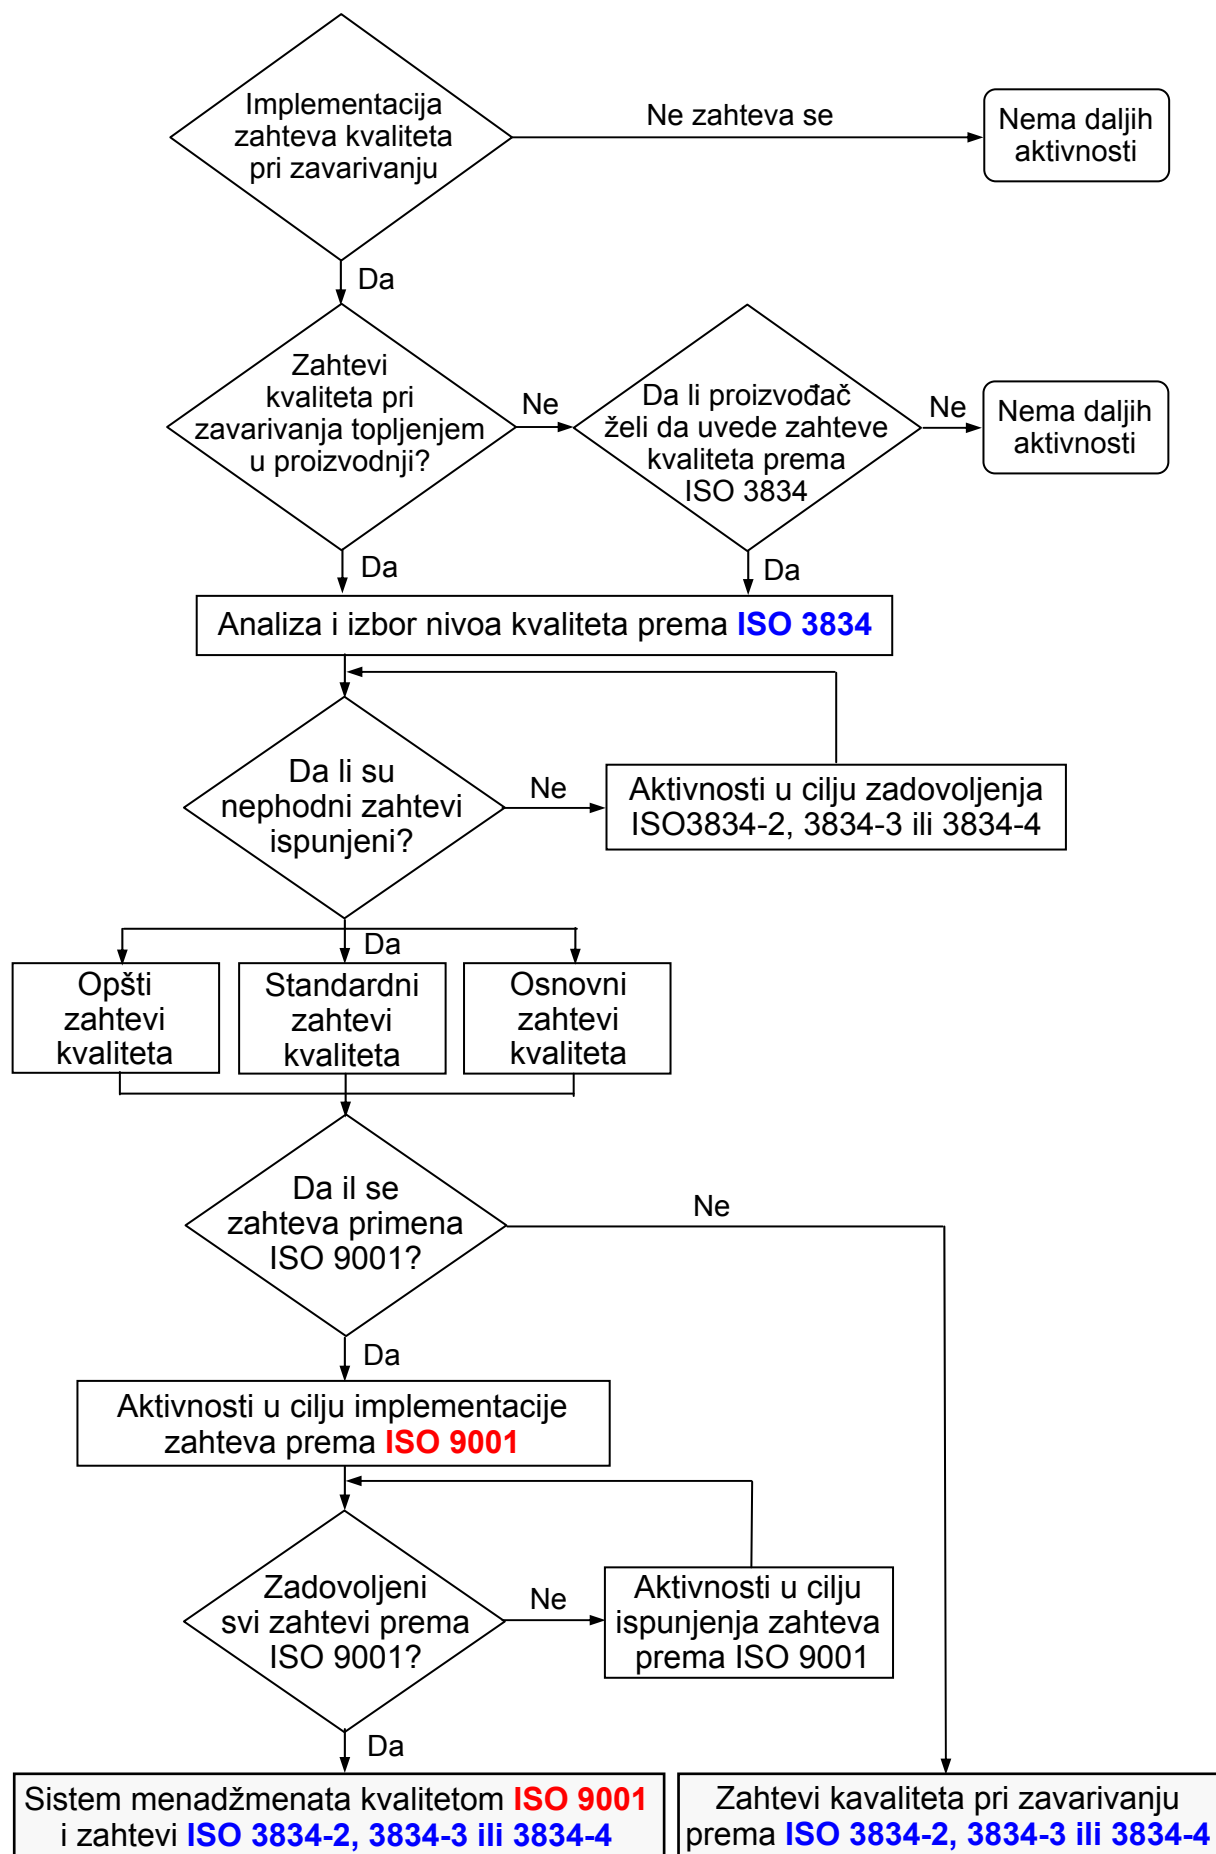 Implementacija
zahteva kvaliteta
pri zavarivanju
Ne zahteva se
Nema daljih
aktivnosti
Da
Zahtevi
kvaliteta pri
zavarivanja topljenjem
u proizvodnji?
Ne
Da li proizvođač
želi da uvede zahteve
kvaliteta prema
ISO 3834
Ne
Nema daljih
aktivnosti
Da
Da
Analiza i izbor nivoa kvaliteta prema ISO 3834
Da li su
nephodni zahtevi
ispunjeni?
Ne
Aktivnosti u cilju zadovoljenja
ISO3834-2, 3834-3 ili 3834-4
Da
Opšti
zahtevi
kvaliteta
Standardni
zahtevi
kvaliteta
Osnovni
zahtevi
kvaliteta
Da il se
zahteva primena
ISO 9001?
Ne
Da
Aktivnosti u cilju implementacije
zahteva prema ISO 9001
Zadovoljeni
svi zahtevi prema
ISO 9001?
Ne
Aktivnosti u cilju
ispunjenja zahteva
prema ISO 9001
Da
Sistem menadžmenata kvalitetom ISO 9001
i zahtevi ISO 3834-2, 3834-3 ili 3834-4
Zahtevi kavaliteta pri zavarivanju
prema ISO 3834-2, 3834-3 ili 3834-4